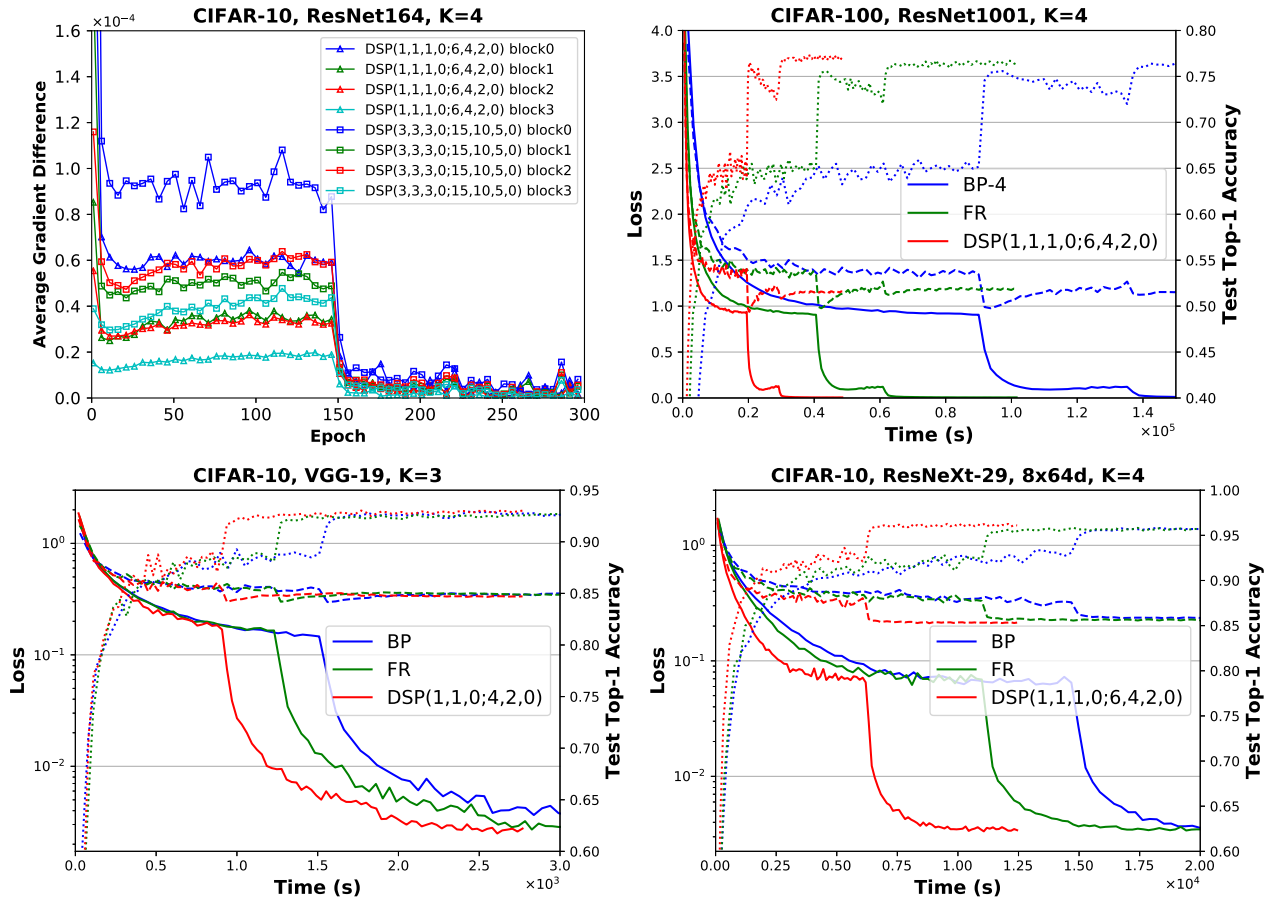 CIFAR-10, ResNet164, K=4
×10⁻⁴
1.6
1.4
1.2
1.0
0.8
0.6
0.4
0.2
0.0
Average Gradient Difference
DSP(1,1,1,0;6,4,2,0) block0
DSP(1,1,1,0;6,4,2,0) block1
DSP(1,1,1,0;6,4,2,0) block2
DSP(1,1,1,0;6,4,2,0) block3
DSP(3,3,3,0;15,10,5,0) block0
DSP(3,3,3,0;15,10,5,0) block1
DSP(3,3,3,0;15,10,5,0) block2
DSP(3,3,3,0;15,10,5,0) block3
0 50 100 150 200 250 300
Epoch
CIFAR-100, ResNet1001, K=4
4.0
3.5
3.0
2.5
2.0
1.5
1.0
0.5
0.0
Loss
BP-4
FR
DSP(1,1,1,0;6,4,2,0)
0.80
0.75
0.70
0.65
0.60
0.55
0.50
0.45
0.40
Test Top-1 Accuracy
0.0 0.2 0.4 0.6 0.8 1.0 1.2 1.4
×10⁵
Time (s)
CIFAR-10, VGG-19, K=3
10⁰
10⁻¹
10⁻²
Loss
BP
FR
DSP(1,1,0;4,2,0)
0.95
0.90
0.85
0.80
0.75
0.70
0.65
0.60
Test Top-1 Accuracy
0.0 0.5 1.0 1.5 2.0 2.5 3.0
×10³
Time (s)
CIFAR-10, ResNeXt-29, 8x64d, K=4
10⁰
10⁻¹
10⁻²
Loss
BP
FR
DSP(1,1,1,0;6,4,2,0)
1.00
0.95
0.90
0.85
0.80
0.75
0.70
0.65
0.60
Test Top-1 Accuracy
0.00 0.25 0.50 0.75 1.00 1.25 1.50 1.75 2.00
×10⁴
Time (s)